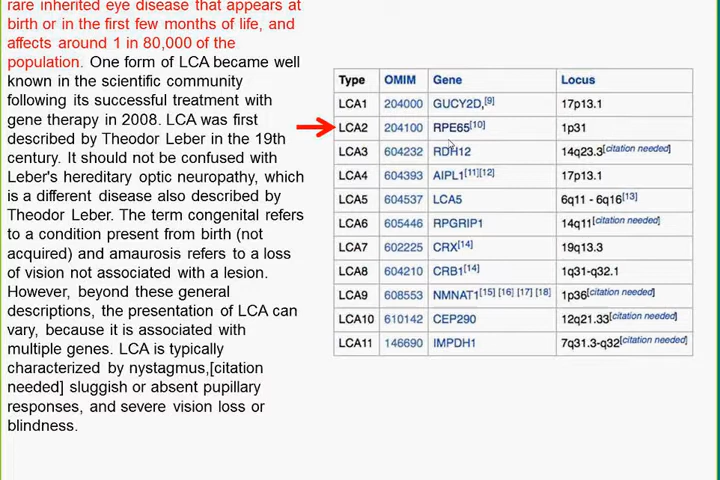 rare inherited eye disease that appears at
birth or in the first few months of life, and
affects around 1 in 80,000 of the
population. One form of LCA became well
known in the scientific community
following its successful treatment with
gene therapy in 2008. LCA was first
described by Theodor Leber in the 19th
century. It should not be confused with
Leber's hereditary optic neuropathy, which
is a different disease also described by
Theodor Leber. The term congenital refers
to a condition present from birth (not
acquired) and amaurosis refers to a loss
of vision not associated with a lesion.
However, beyond these general
descriptions, the presentation of LCA can
vary, because it is associated with
multiple genes. LCA is typically
characterized by nystagmus,[citation
needed] sluggish or absent pupillary
responses, and severe vision loss or
blindness.
Type OMIM Gene Locus
LCA1 204000 GUCY2D,[9] 17p13.1
LCA2 204100 RPE65[10] 1p31
LCA3 604232 RDH12 14q23.3[citation needed]
LCA4 604393 AIPL1[11][12] 17p13.1
LCA5 604537 LCA5 6q11 - 6q16[13]
LCA6 605446 RPGRIP1 14q11[citation needed]
LCA7 602225 CRX[14] 19q13.3
LCA8 604210 CRB1[14] 1q31-q32.1
LCA9 608553 NMNAT1[15] [16] [17] [18] 1p36[citation needed]
LCA10 610142 CEP290 12q21.33[citation needed]
LCA11 146690 IMPDH1 7q31.3-q32[citation needed]